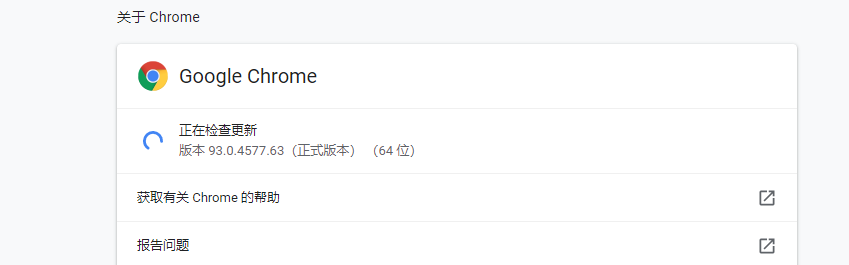 关于 Chrome
Google Chrome
正在检查更新
版本 93.0.4577.63（正式版本） （64 位）
获取有关 Chrome 的帮助
报告问题